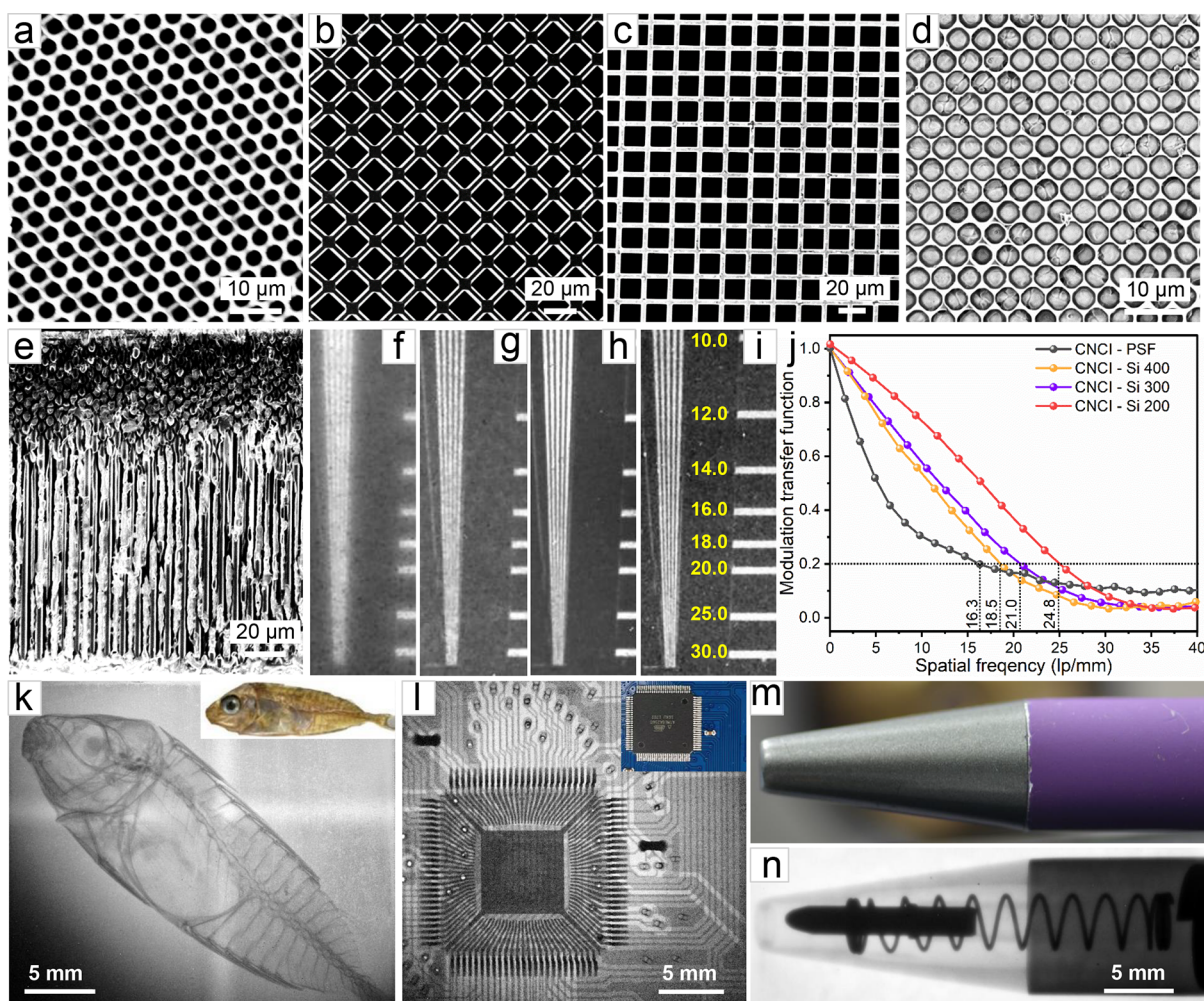 a
10 µm
b
20 µm
c
20 µm
d
10 µm
e
20 µm
f
g
h
i
10.0
12.0
14.0
16.0
18.0
20.0
25.0
30.0
j
Modulation transfer function
1.0
0.8
0.6
0.4
0.2
0.0
CNCI - PSF
CNCI - Si 400
CNCI - Si 300
CNCI - Si 200
16.3
18.5
21.0
24.8
0
5
10
15
20
25
30
35
40
Spatial freqency (lp/mm)
k
5 mm
l
5 mm
m
n
5 mm